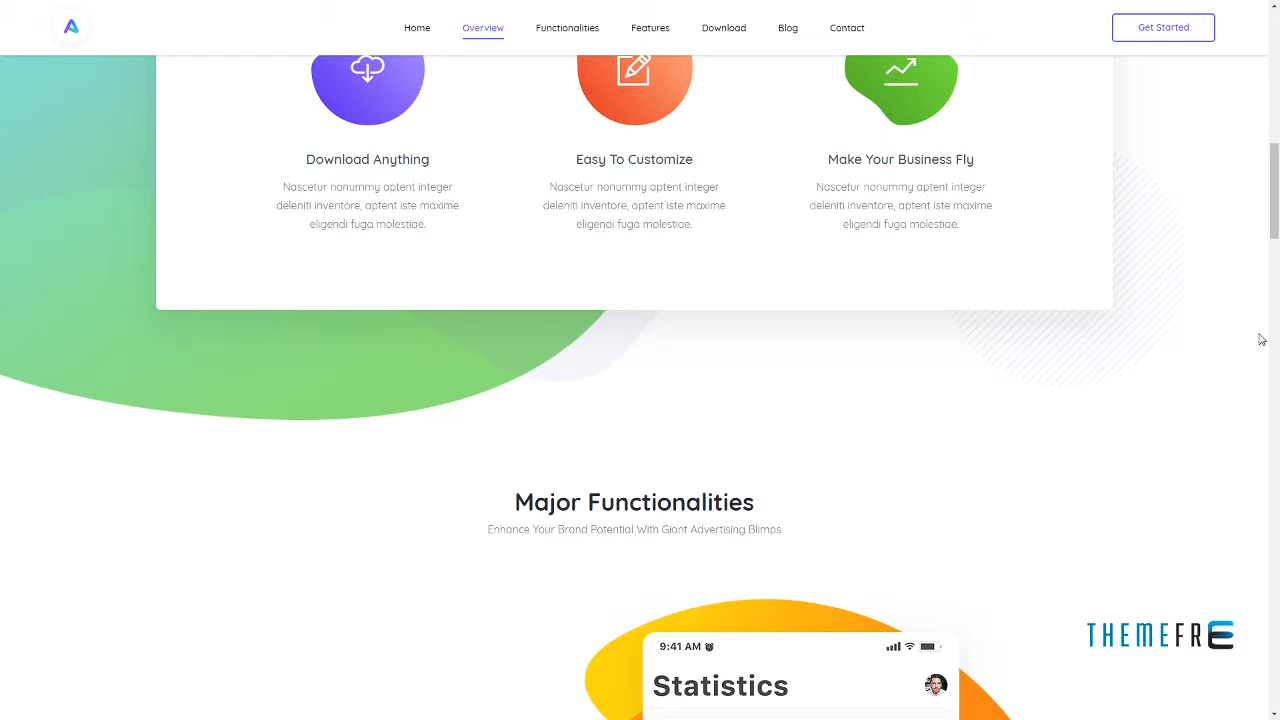 Home Overview Functionalities Features Download Blog Contact Get Started
Download Anything
Nascetur nonummy aptent integer
deleniti inventore, aptent iste maxime
eligendi fuga molestiae.
Easy To Customize
Nascetur nonummy aptent integer
deleniti inventore, aptent iste maxime
eligendi fuga molestiae.
Make Your Business Fly
Nascetur nonummy aptent integer
deleniti inventore, aptent iste maxime
eligendi fuga molestiae.
Major Functionalities
Enhance Your Brand Potential With Giant Advertising Blimps
THEMEFRE
9:41 AM
Statistics